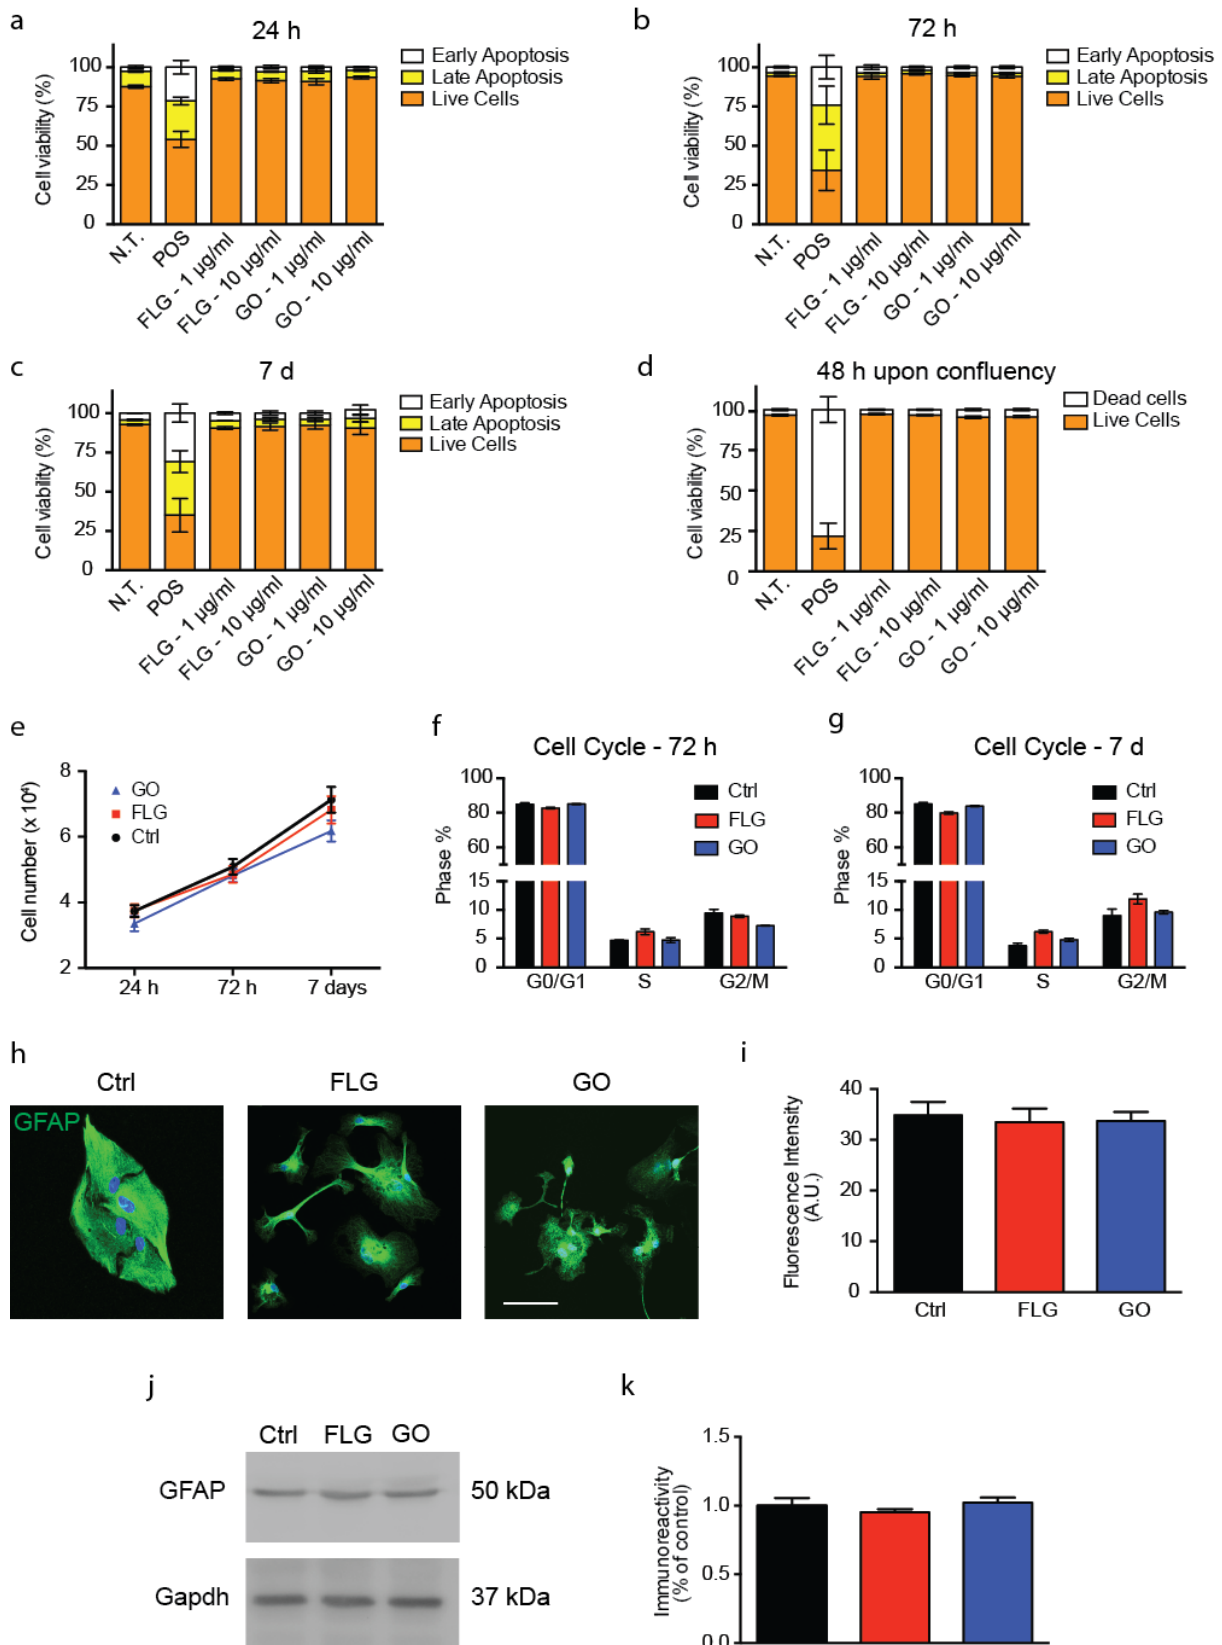 a
24 h
Early Apoptosis
Late Apoptosis
Live Cells
Cell viability (%)
100
75
50
25
0
N.T.
POS
FLG - 1 µg/ml
FLG - 10 µg/ml
GO - 1 µg/ml
GO - 10 µg/ml
b
72 h
Early Apoptosis
Late Apoptosis
Live Cells
Cell viability (%)
100
75
50
25
0
N.T.
POS
FLG - 1 µg/ml
FLG - 10 µg/ml
GO - 1 µg/ml
GO - 10 µg/ml
c
7 d
Early Apoptosis
Late Apoptosis
Live Cells
Cell viability (%)
100
75
50
25
0
N.T.
POS
FLG - 1 µg/ml
FLG - 10 µg/ml
GO - 1 µg/ml
GO - 10 µg/ml
d
48 h upon confluency
Dead cells
Live Cells
Cell viability (%)
100
75
50
25
0
N.T.
POS
FLG - 1 µg/ml
FLG - 10 µg/ml
GO - 1 µg/ml
GO - 10 µg/ml
e
Cell number (x 10⁴)
8
6
4
2
GO
FLG
Ctrl
24 h
72 h
7 days
f
Cell Cycle - 72 h
Phase %
100
80
60
15
10
5
0
Ctrl
FLG
GO
G0/G1
S
G2/M
g
Cell Cycle - 7 d
Phase %
100
80
60
15
10
5
0
Ctrl
FLG
GO
G0/G1
S
G2/M
h
Ctrl
FLG
GO
GFAP
i
Fluorescence Intensity
(A.U.)
40
30
20
10
0
Ctrl
FLG
GO
j
Ctrl
FLG
GO
GFAP
50 kDa
Gapdh
37 kDa
k
Immunoreactivity
(% of control)
1.5
1.0
0.5
0.0